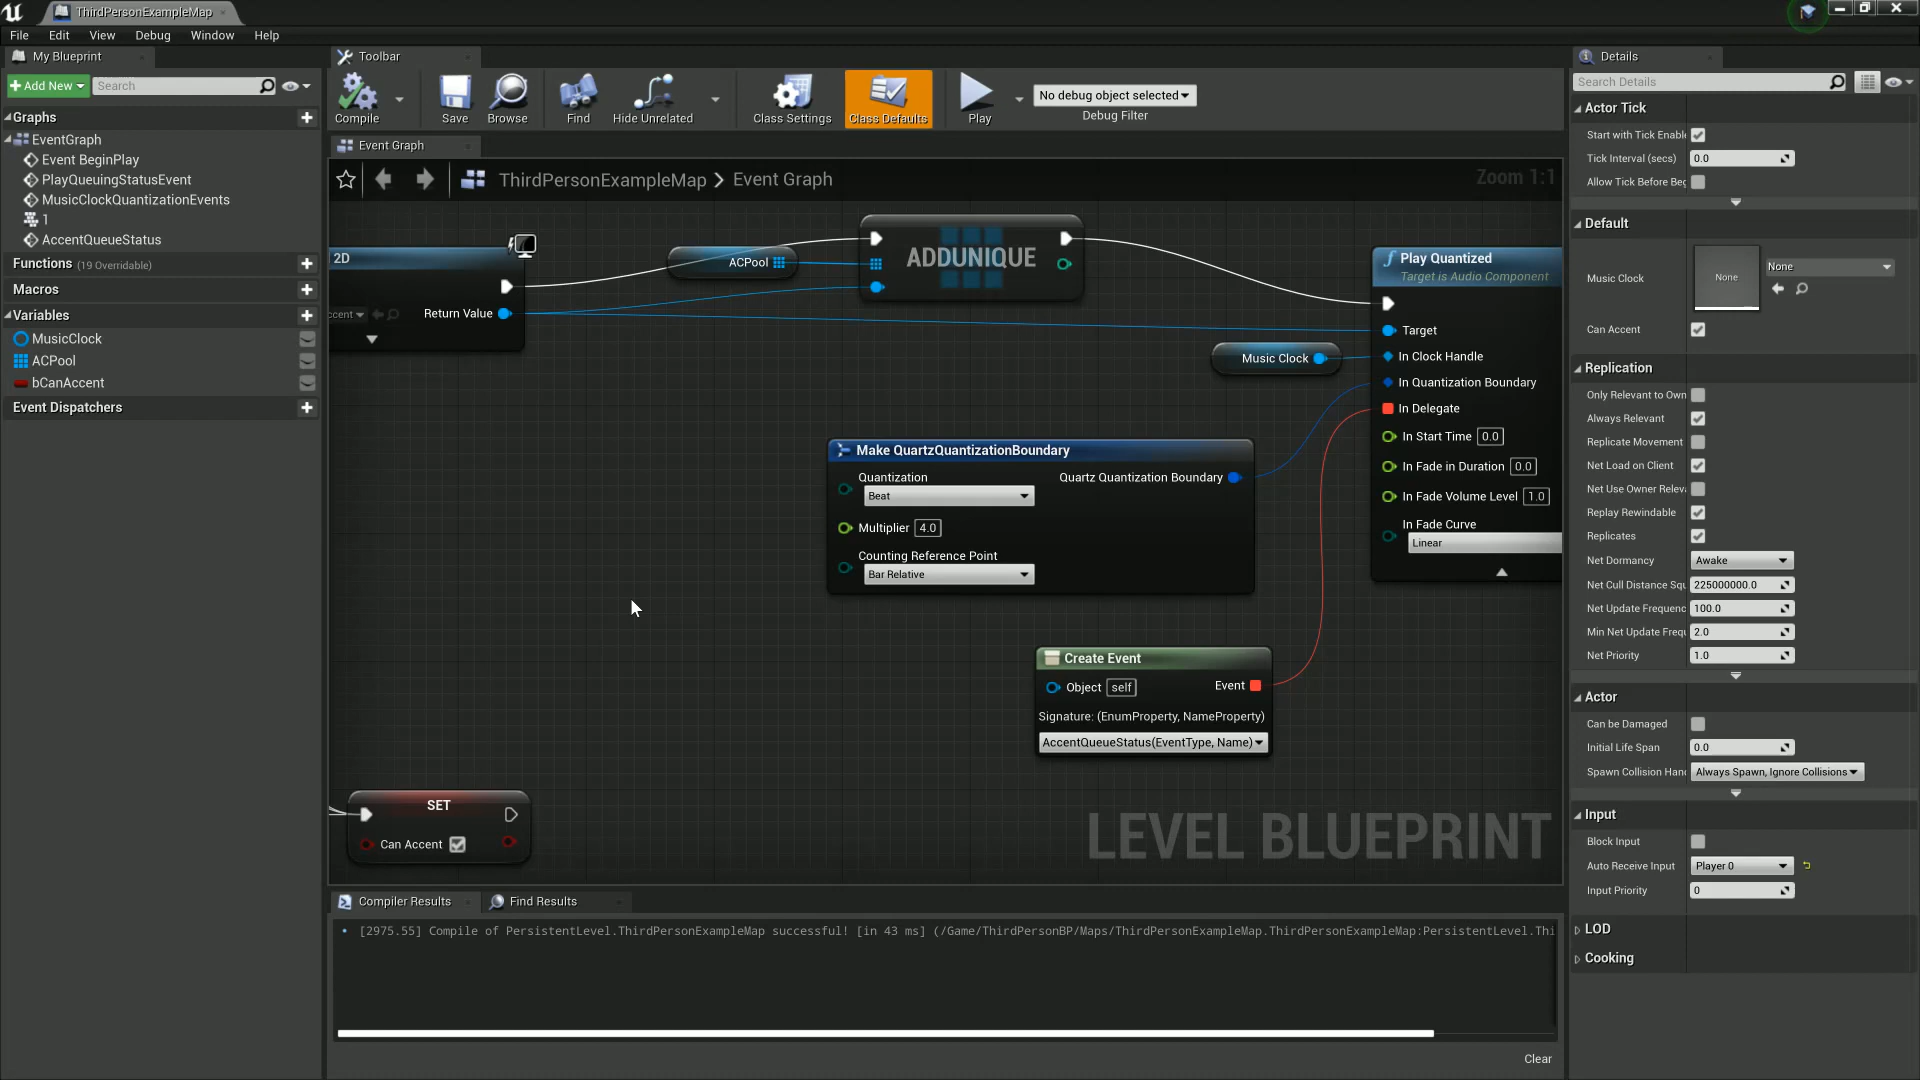 ThirdPersonExampleMap
File Edit View Debug Window Help
My Blueprint
Add New
Search
Graphs
EventGraph
Event BeginPlay
PlayQueuingStatusEvent
MusicClockQuantizationEvents
1
AccentQueueStatus
Functions (19 Overridable)
Macros
Variables
MusicClock
ACPool
bCanAccent
Event Dispatchers
Toolbar
Compile
Save
Browse
Find
Hide Unrelated
Class Settings
Class Defaults
Play
No debug object selected
Debug Filter
Event Graph
ThirdPersonExampleMap > Event Graph
Zoom 1:1
2D
ccent
Return Value
ACPool
ADDUNIQUE
Play Quantized
Target is Audio Component
Target
Music Clock
In Clock Handle
In Quantization Boundary
In Delegate
In Start Time 0.0
In Fade in Duration 0.0
In Fade Volume Level 1.0
In Fade Curve
Linear
Make QuartzQuantizationBoundary
Quantization
Beat
Quartz Quantization Boundary
Multiplier 4.0
Counting Reference Point
Bar Relative
Create Event
Object self
Event
Signature: (EnumProperty, NameProperty)
AccentQueueStatus(EventType, Name)
SET
Can Accent
LEVEL BLUEPRINT
Compiler Results
Find Results
[2975.55] Compile of PersistentLevel.ThirdPersonExampleMap successful! [in 43 ms] (/Game/ThirdPersonBP/Maps/ThirdPersonExampleMap.ThirdPersonExampleMap:PersistentLevel.Thi
Clear
Details
Search Details
Actor Tick
Start with Tick Enable
Tick Interval (secs) 0.0
Allow Tick Before Beg
Default
Music Clock
None
None
Can Accent
Replication
Only Relevant to Own
Always Relevant
Replicate Movement
Net Load on Client
Net Use Owner Relev
Replay Rewindable
Replicates
Net Dormancy Awake
Net Cull Distance Squ 225000000.0
Net Update Frequenc 100.0
Min Net Update Frequ 2.0
Net Priority 1.0
Actor
Can be Damaged
Initial Life Span 0.0
Spawn Collision Hand Always Spawn, Ignore Collisions
Input
Block Input
Auto Receive Input Player 0
Input Priority 0
LOD
Cooking